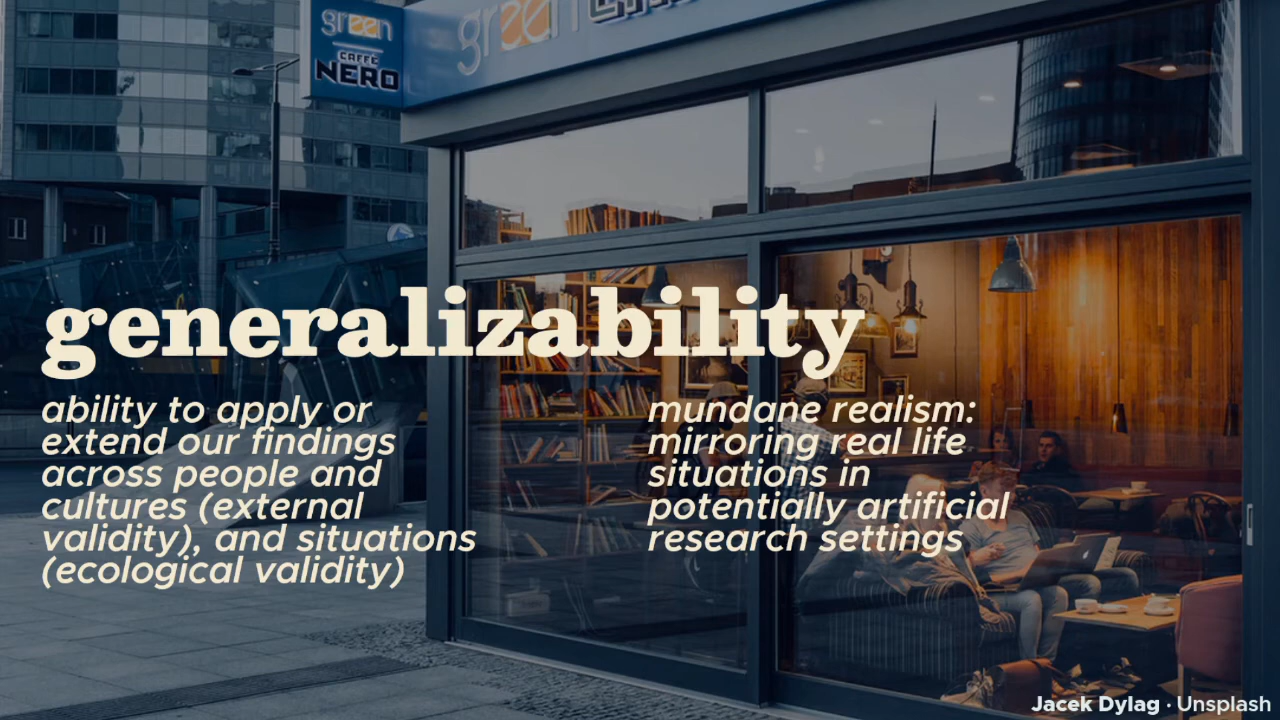 green
CAFFÈ
NERO
green
generalizability
ability to apply or
extend our findings
across people and
cultures (external
validity), and situations
(ecological validity)
mundane realism:
mirroring real life
situations in
potentially artificial
research settings
Jacek Dylag · Unsplash